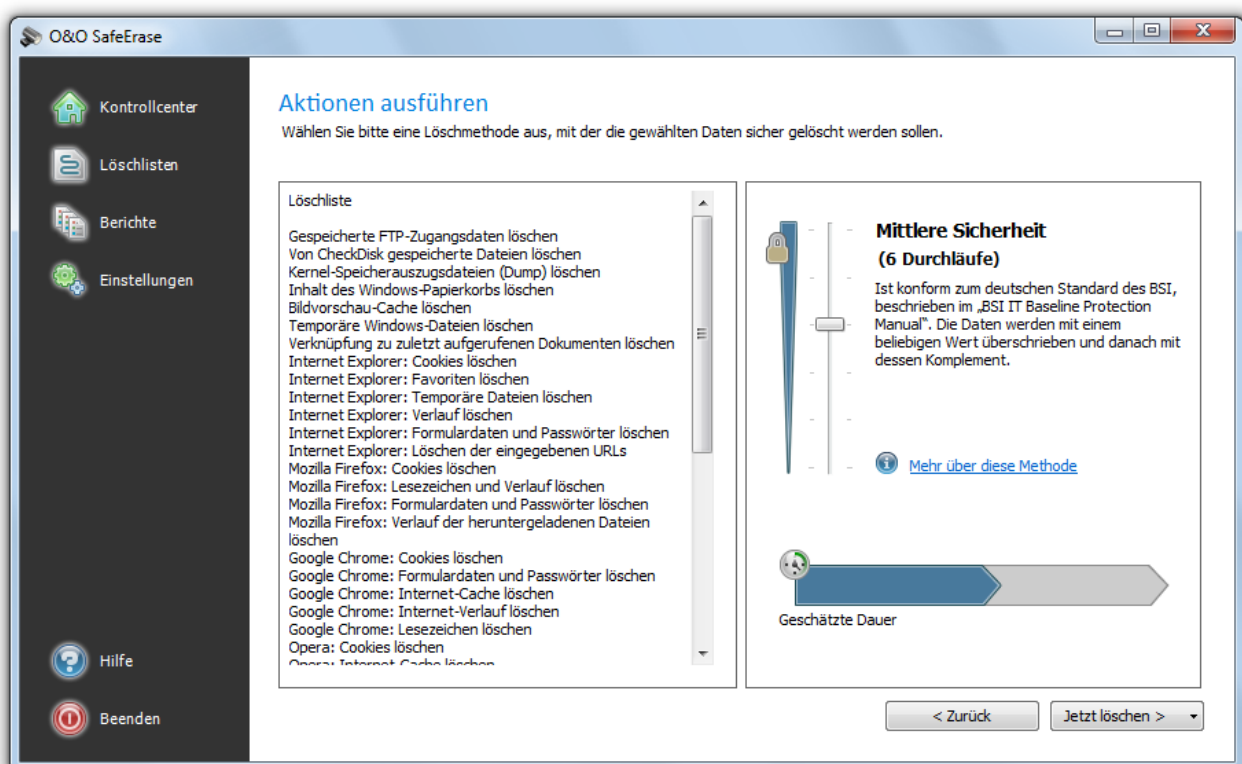 O&O SafeErase
Kontrollcenter
Löschlisten
Berichte
Einstellungen
Hilfe
Beenden
Aktionen ausführen
Wählen Sie bitte eine Löschmethode aus, mit der die gewählten Daten sicher gelöscht werden sollen.
Löschliste
Gespeicherte FTP-Zugangsdaten löschen
Von CheckDisk gespeicherte Dateien löschen
Kernel-Speicherauszugsdateien (Dump) löschen
Inhalt des Windows-Papierkorbs löschen
Bildvorschau-Cache löschen
Temporäre Windows-Dateien löschen
Verknüpfung zu zuletzt aufgerufenen Dokumenten löschen
Internet Explorer: Cookies löschen
Internet Explorer: Favoriten löschen
Internet Explorer: Temporäre Dateien löschen
Internet Explorer: Verlauf löschen
Internet Explorer: Formulardaten und Passwörter löschen
Internet Explorer: Löschen der eingegebenen URLs
Mozilla Firefox: Cookies löschen
Mozilla Firefox: Lesezeichen und Verlauf löschen
Mozilla Firefox: Formulardaten und Passwörter löschen
Mozilla Firefox: Verlauf der heruntergeladenen Dateien
löschen
Google Chrome: Cookies löschen
Google Chrome: Formulardaten und Passwörter löschen
Google Chrome: Internet-Cache löschen
Google Chrome: Internet-Verlauf löschen
Google Chrome: Lesezeichen löschen
Opera: Cookies löschen
Opera: Internet-Cache löschen
Mittlere Sicherheit
(6 Durchläufe)
Ist konform zum deutschen Standard des BSI,
beschrieben im „BSI IT Baseline Protection
Manual“. Die Daten werden mit einem
beliebigen Wert überschrieben und danach mit
dessen Komplement.
Mehr über diese Methode
Geschätzte Dauer
< Zurück
Jetzt löschen >